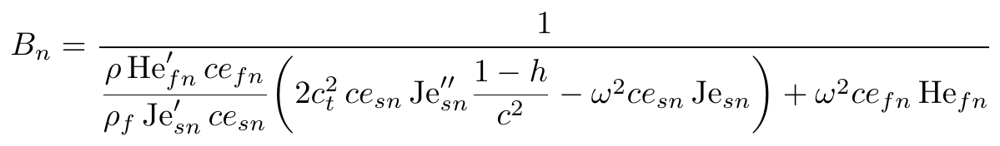 B_n = \frac{1}{\frac{\rho \, \mathrm{He}'_{fn} \, ce_{fn}}{\rho_f \, \mathrm{Je}'_{sn} \, ce_{sn}} \left( 2c_t^2 \, ce_{sn} \, \mathrm{Je}''_{sn} \frac{1-h}{c^2} - \omega^2 ce_{sn} \, \mathrm{Je}_{sn} \right) + \omega^2 ce_{fn} \, \mathrm{He}_{fn}}